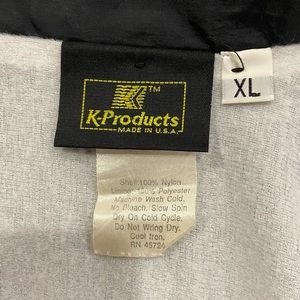 K™
K-Products
MADE IN U.S.A.
XL
Shell 100% Nylon
Lining 100% Polyester
Machine Wash Cold,
No Bleach. Slow Spin
Dry On Cold Cycle.
Do Not Wring Dry.
Cool Iron.
RN 45724